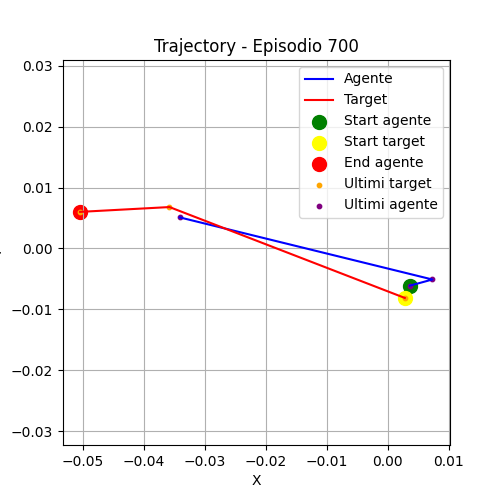 Trajectory - Episodio 700
Agente
Target
Start agente
Start target
End agente
Ultimi target
Ultimi agente
0.03
0.02
0.01
0.00
−0.01
−0.02
−0.03
−0.05
−0.04
−0.03
−0.02
−0.01
0.00
0.01
X